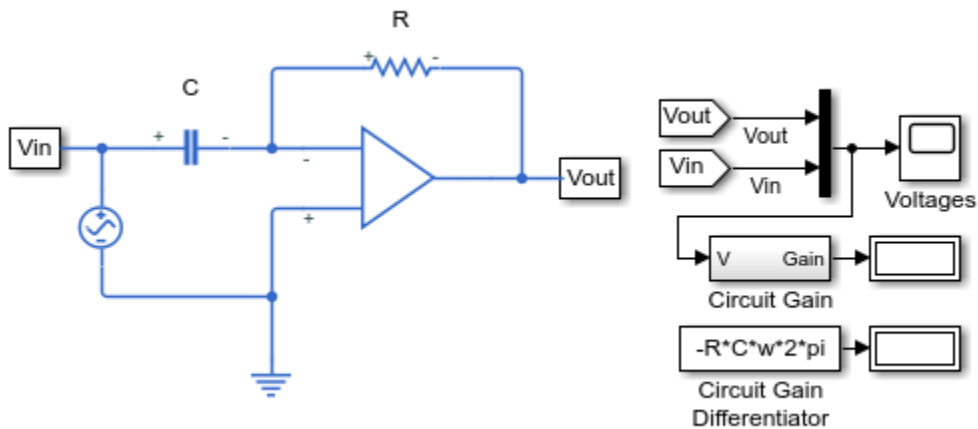 R
+ -
C
Vin
+ -
-
+
+
-
Vout
Vout
Vout
Vin
Vin
Voltages
V Gain
Circuit Gain
-R*C*w*2*pi
Circuit Gain
Differentiator